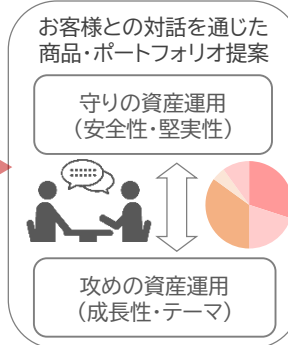 お客様との対話を通じた
商品・ポートフォリオ提案
守りの資産運用
（安全性・堅実性）
攻めの資産運用
（成長性・テーマ）